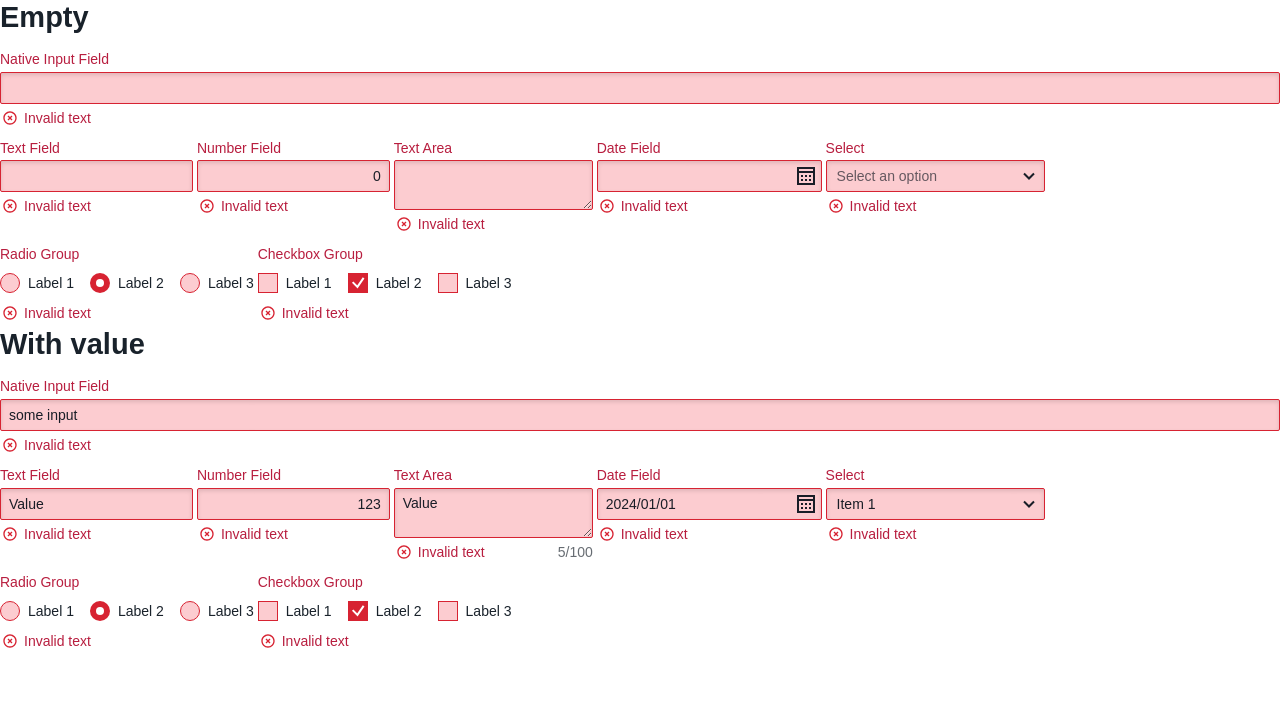 Empty
Native Input Field
Invalid text
Text Field Number Field Text Area Date Field Select
0 Select an option
Invalid text Invalid text Invalid text Invalid text
Invalid text
Radio Group Checkbox Group
Label 1 Label 2 Label 3 Label 1 Label 2 Label 3
Invalid text Invalid text
With value
Native Input Field
some input
Invalid text
Text Field Number Field Text Area Date Field Select
Value 123 Value 2024/01/01 Item 1
Invalid text Invalid text Invalid text Invalid text
Invalid text 5/100
Radio Group Checkbox Group
Label 1 Label 2 Label 3 Label 1 Label 2 Label 3
Invalid text Invalid text